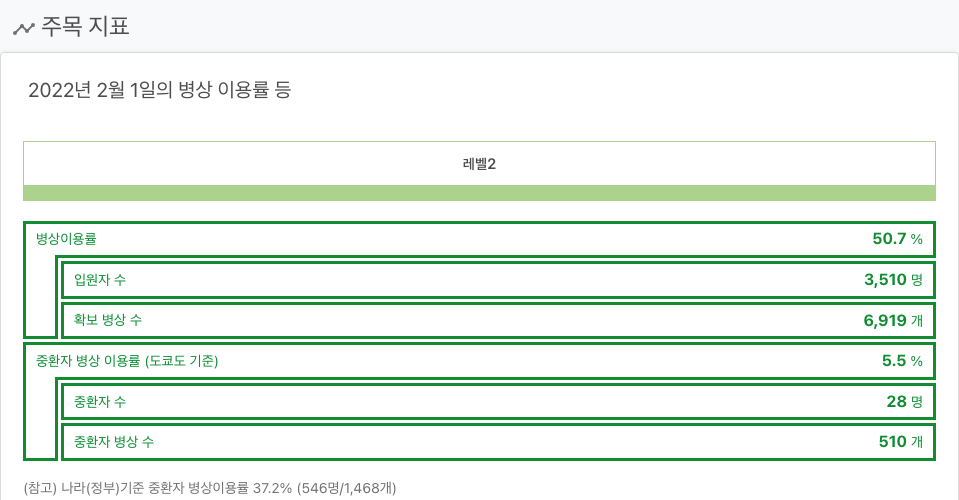 주목 지표
2022년 2월 1일의 병상 이용률 등
레벨2
병상이용률 50.7 %
입원자 수 3,510 명
확보 병상 수 6,919 개
중환자 병상 이용률 (도쿄도 기준) 5.5 %
중환자 수 28 명
중환자 병상 수 510 개
(참고) 나라(정부)기준 중환자 병상이용률 37.2% (546명/1,468개)